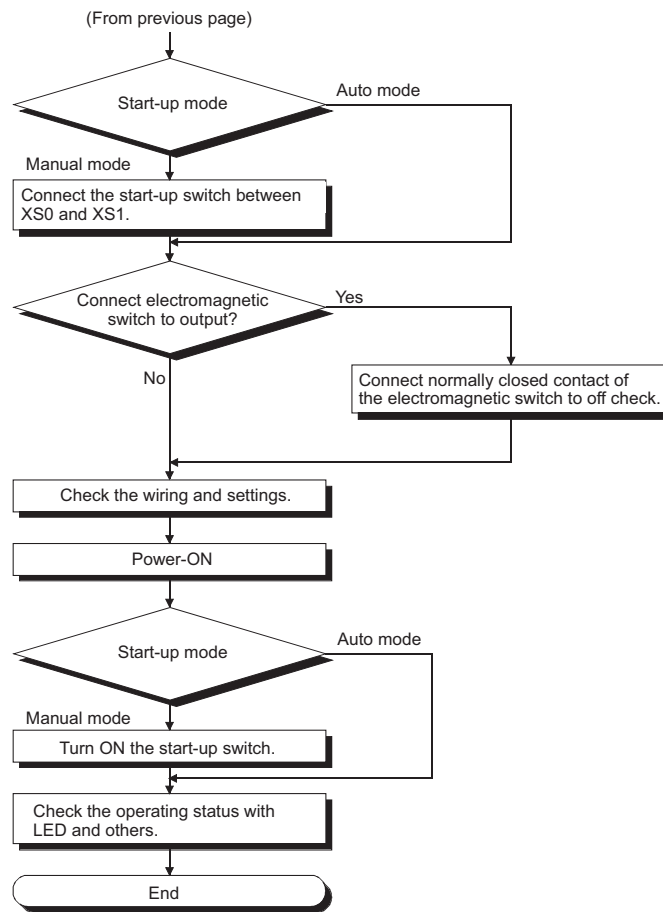 (From previous page)
Start-up mode
Auto mode
Manual mode
Connect the start-up switch between
XS0 and XS1.
Connect electromagnetic
switch to output?
Yes
No
Connect normally closed contact of
the electromagnetic switch to off check.
Check the wiring and settings.
Power-ON
Start-up mode
Auto mode
Manual mode
Turn ON the start-up switch.
Check the operating status with
LED and others.
End